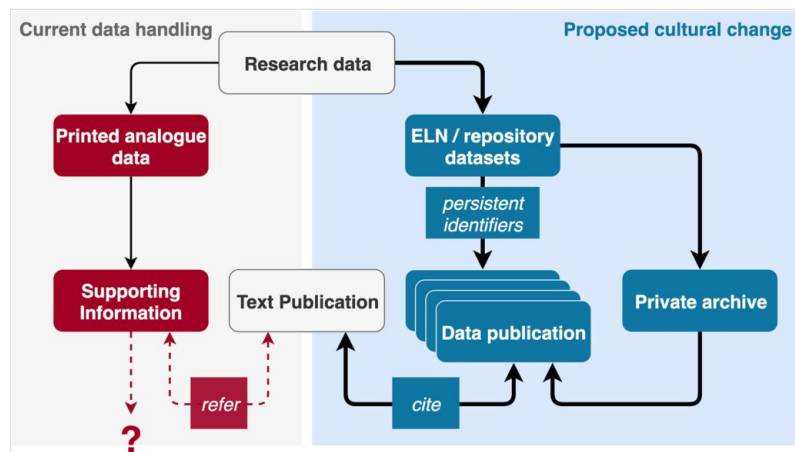 Current data handling
Proposed cultural change
Research data
Printed analogue
data
ELN / repository
datasets
persistent
identifiers
Supporting
Information
Text Publication
Data publication
Private archive
refer
cite
?